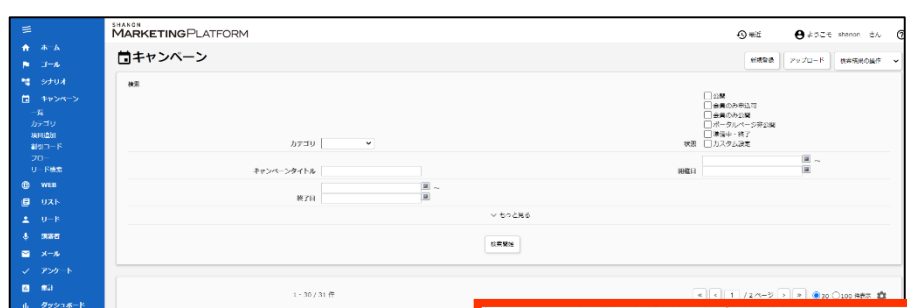 SHANON
MARKETINGPLATFORM
最近
ようこそ shanon さん
ホーム
ゴール
シナリオ
キャンペーン
一覧
カテゴリ
項目追加
割引コード
フロー
リード検索
WEB
リスト
リード
講演者
メール
アンケート
集計
ダッシュボード
キャンペーン
新規登録
アップロード
検索結果の操作
検索
カテゴリ
状態
公開
会員のみ申込可
会員のみ公開
ポータルページ非公開
準備中・終了
カスタム設定
キャンペーンタイトル
開催日
～
終了日
～
もっと見る
検索開始
1 - 30 / 31 件
« < 1 / 2 ページ > » 30 100 件表示